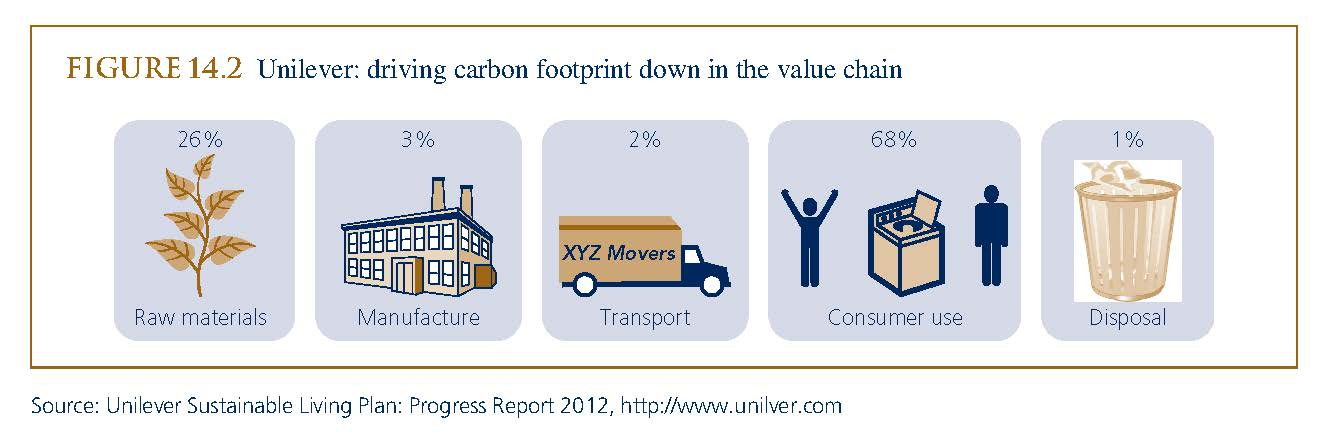 FIGURE 14.2 Unilever: driving carbon footprint down in the value chain
26% 3% 2% 68% 1%
XYZ Movers
Raw materials Manufacture Transport Consumer use Disposal
Source: Unilever Sustainable Living Plan: Progress Report 2012, http://www.unilver.com